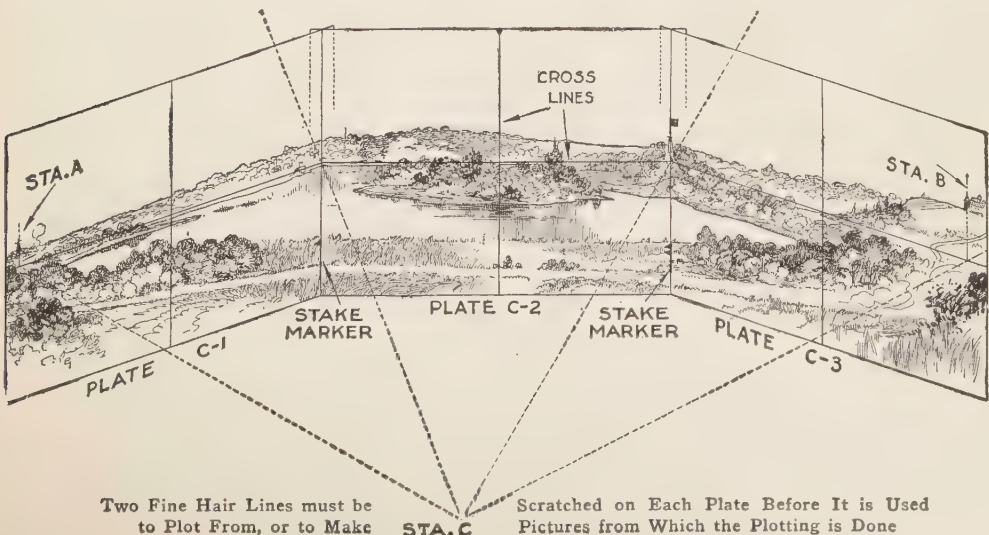 CROSS
LINES
STA. A
STA. B
STAKE
MARKER
PLATE C-2
STAKE
MARKER
PLATE C-1
PLATE C-3
Two Fine Hair Lines must be Scratched on Each Plate Before It is Used
to Plot From, or to Make STA. C Pictures from Which the Plotting is Done